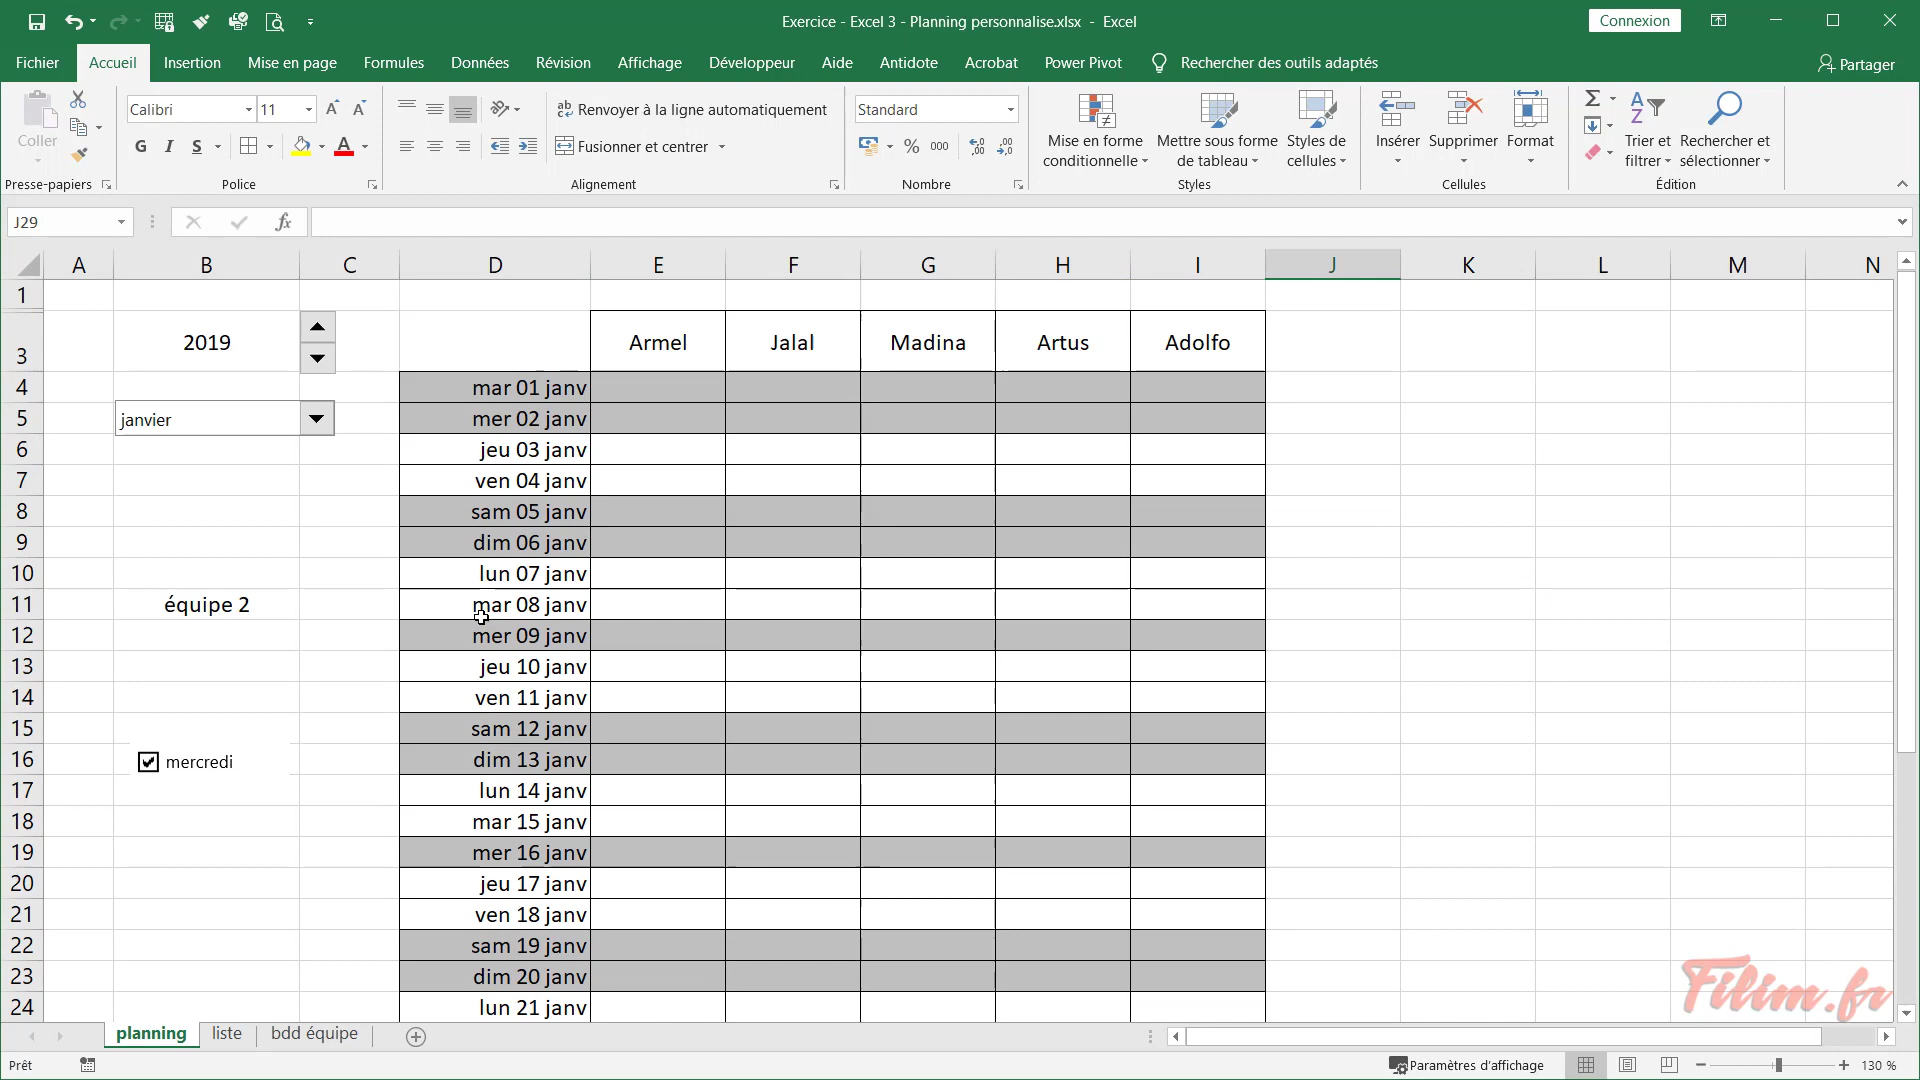 Exercice - Excel 3 - Planning personnalise.xlsx - Excel
Connexion
Fichier Accueil Insertion Mise en page Formules Données Révision Affichage Développeur Aide Antidote Acrobat Power Pivot Rechercher des outils adaptés Partager
Coller
Presse-papiers
Calibri 11
G I S
Police
Renvoyer à la ligne automatiquement
Fusionner et centrer
Alignement
Standard
% 000
Nombre
Mise en forme conditionnelle
Mettre sous forme de tableau
Styles de cellules
Styles
Insérer Supprimer Format
Cellules
Trier et filtrer
Rechercher et sélectionner
Édition
J29
fx
A B C D E F G H I J K L M N
1
3 2019 Armel Jalal Madina Artus Adolfo
4 mar 01 janv
5 janvier mer 02 janv
6 jeu 03 janv
7 ven 04 janv
8 sam 05 janv
9 dim 06 janv
10 lun 07 janv
11 équipe 2 mar 08 janv
12 mer 09 janv
13 jeu 10 janv
14 ven 11 janv
15 sam 12 janv
16 mercredi dim 13 janv
17 lun 14 janv
18 mar 15 janv
19 mer 16 janv
20 jeu 17 janv
21 ven 18 janv
22 sam 19 janv
23 dim 20 janv
24 lun 21 janv
Filim.fr
planning liste bdd équipe
Prêt
Paramètres d'affichage
130 %